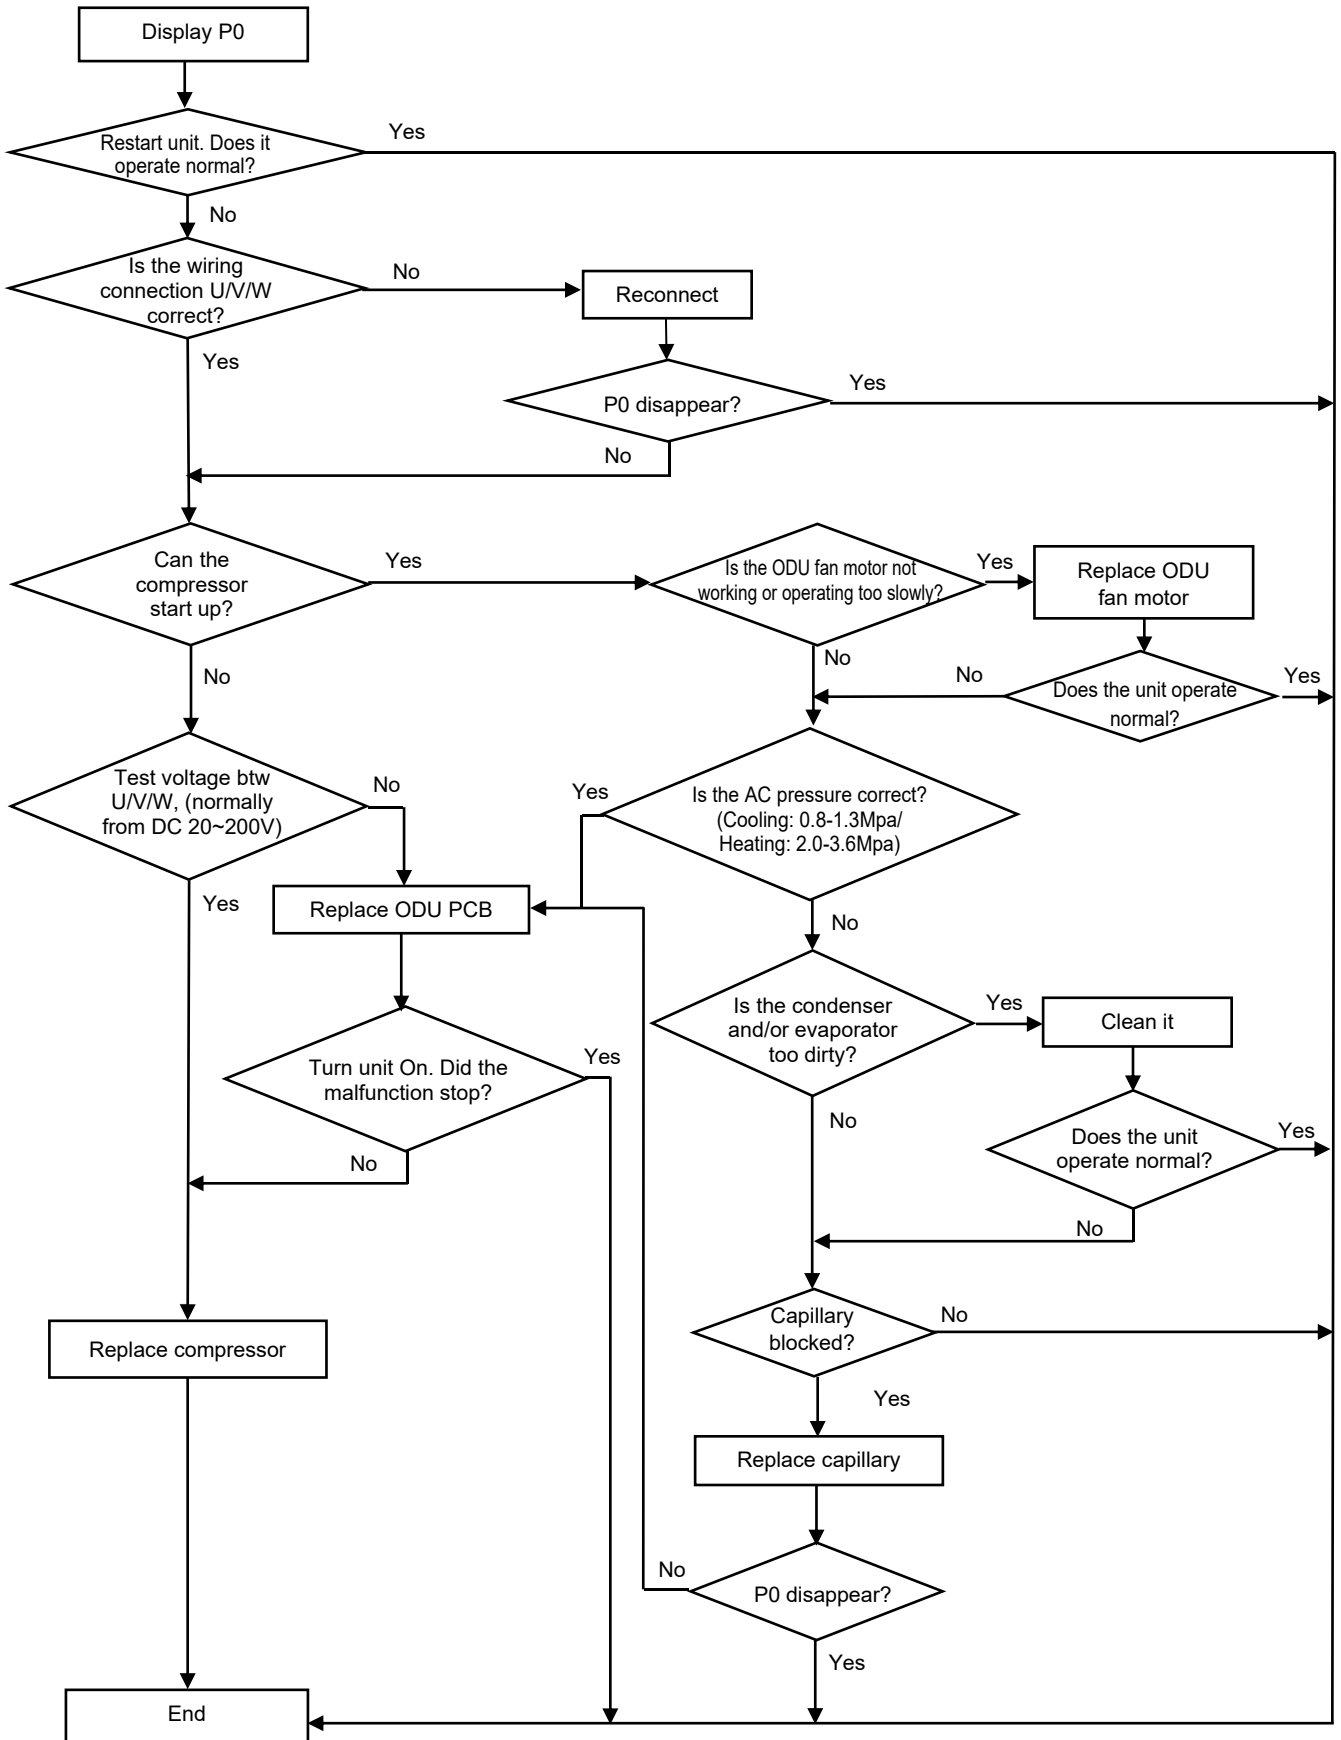 Display P0
Restart unit. Does it
operate normal?
Yes
No
Is the wiring
connection U/V/W
correct?
No
Reconnect
Yes
P0 disappear?
Yes
No
Can the
compressor
start up?
Yes
Is the ODU fan motor not
working or operating too slowly?
Yes
Replace ODU
fan motor
No
No
Does the unit operate
normal?
Yes
No
Test voltage btw
U/V/W, (normally
from DC 20~200V)
No
Yes
Is the AC pressure correct?
(Cooling: 0.8-1.3Mpa/
Heating: 2.0-3.6Mpa)
Yes
Replace ODU PCB
No
Is the condenser
and/or evaporator
too dirty?
Yes
Clean it
Turn unit On. Did the
malfunction stop?
Yes
No
No
Does the unit
operate normal?
Yes
No
Capillary
blocked?
No
Replace compressor
Yes
Replace capillary
No
P0 disappear?
Yes
End